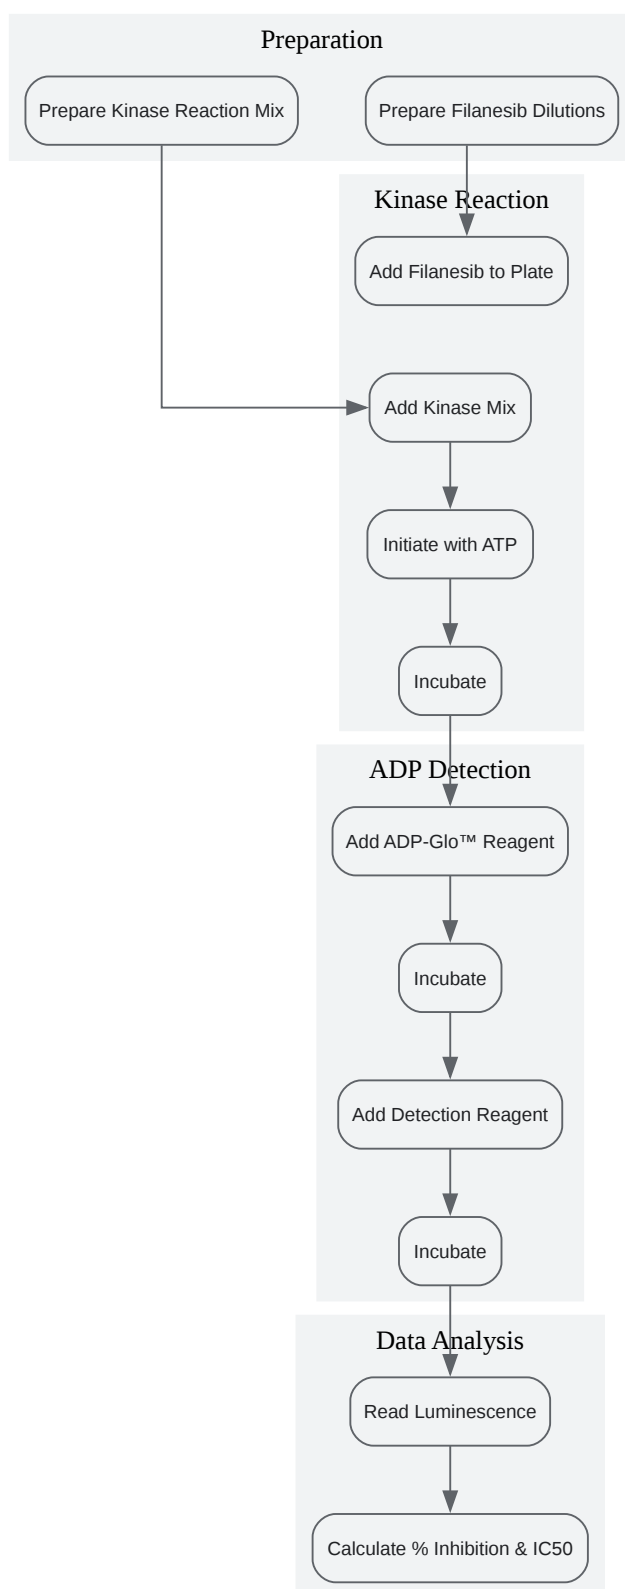 Preparation
Prepare Kinase Reaction Mix
Prepare Filanesib Dilutions
Kinase Reaction
Add Filanesib to Plate
Add Kinase Mix
Initiate with ATP
Incubate
ADP Detection
Add ADP-Glo™ Reagent
Incubate
Add Detection Reagent
Incubate
Data Analysis
Read Luminescence
Calculate % Inhibition & IC50